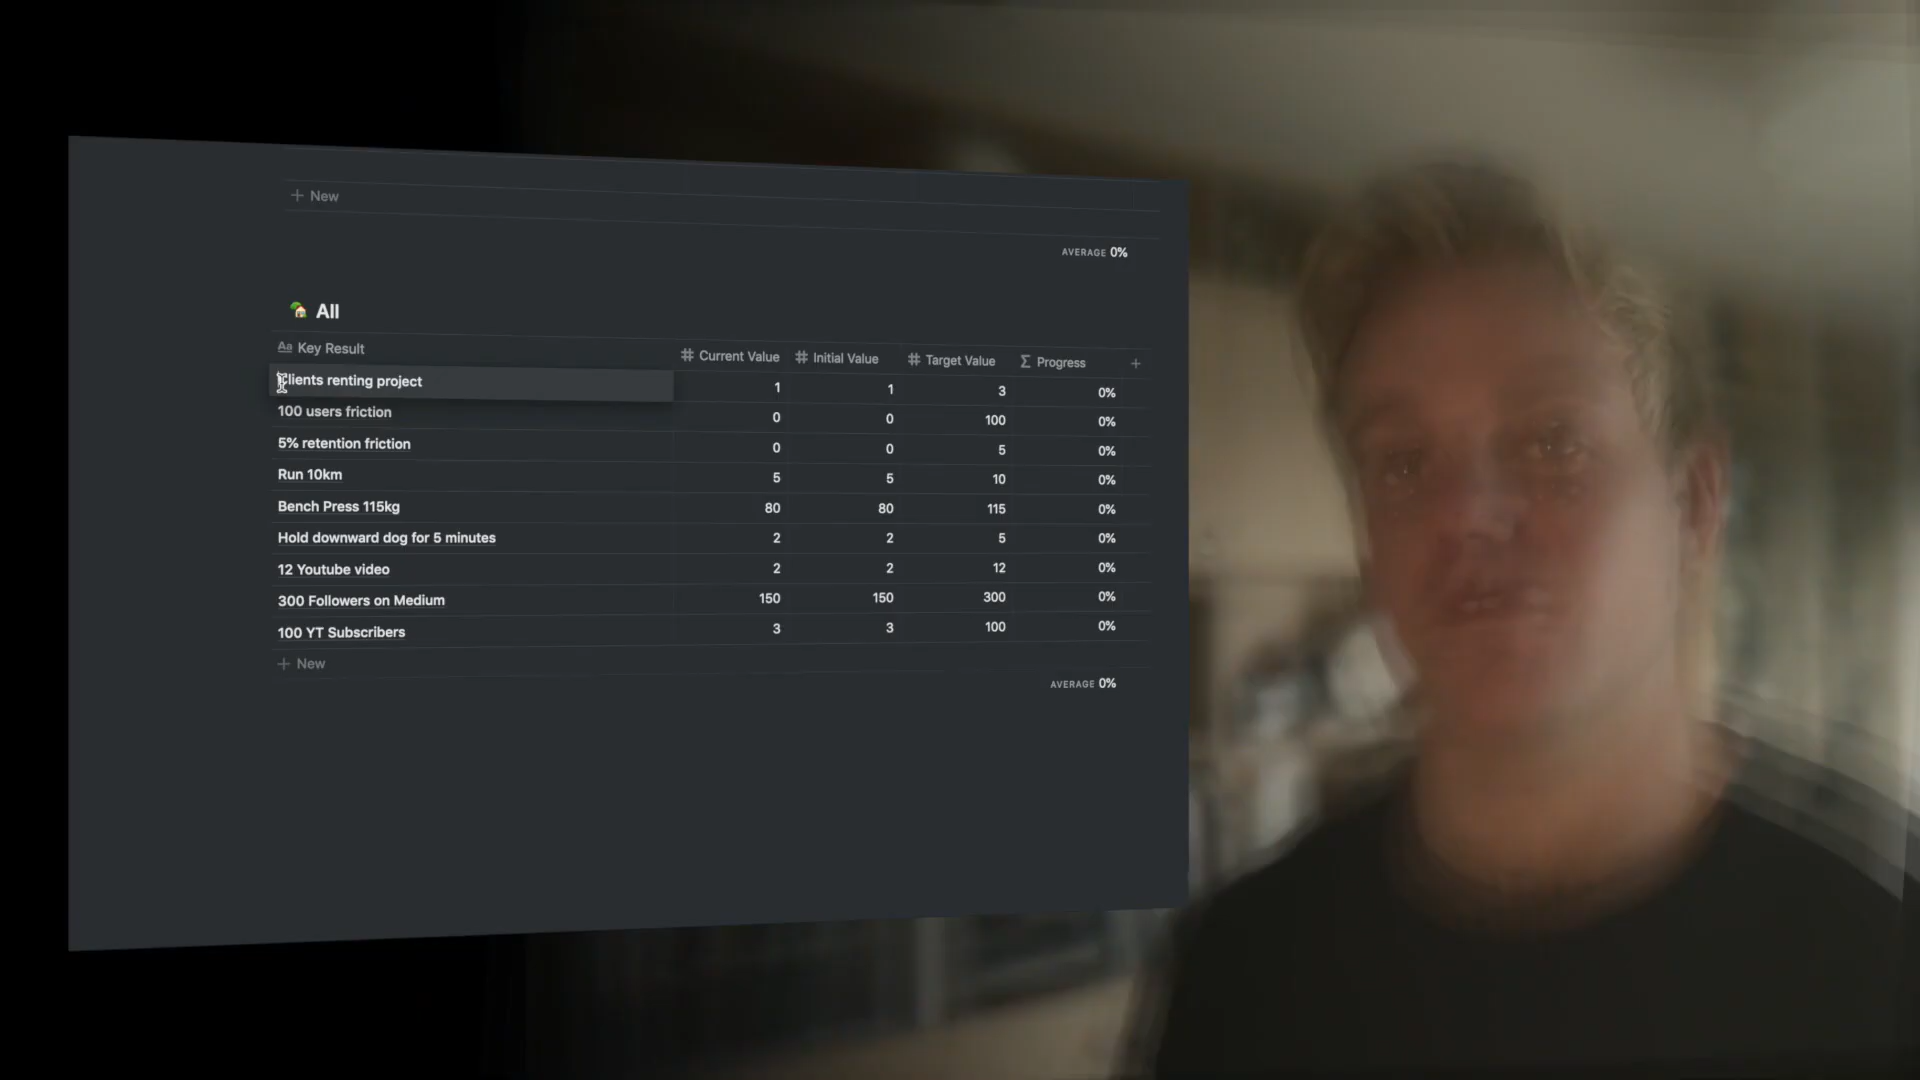 + New
AVERAGE 0%
All
Aa Key Result # Current Value # Initial Value # Target Value Σ Progress +
Clients renting project 1 1 3 0%
100 users friction 0 0 100 0%
5% retention friction 0 0 5 0%
Run 10km 5 5 10 0%
Bench Press 115kg 80 80 115 0%
Hold downward dog for 5 minutes 2 2 5 0%
12 Youtube video 2 2 12 0%
300 Followers on Medium 150 150 300 0%
100 YT Subscribers 3 3 100 0%
+ New
AVERAGE 0%